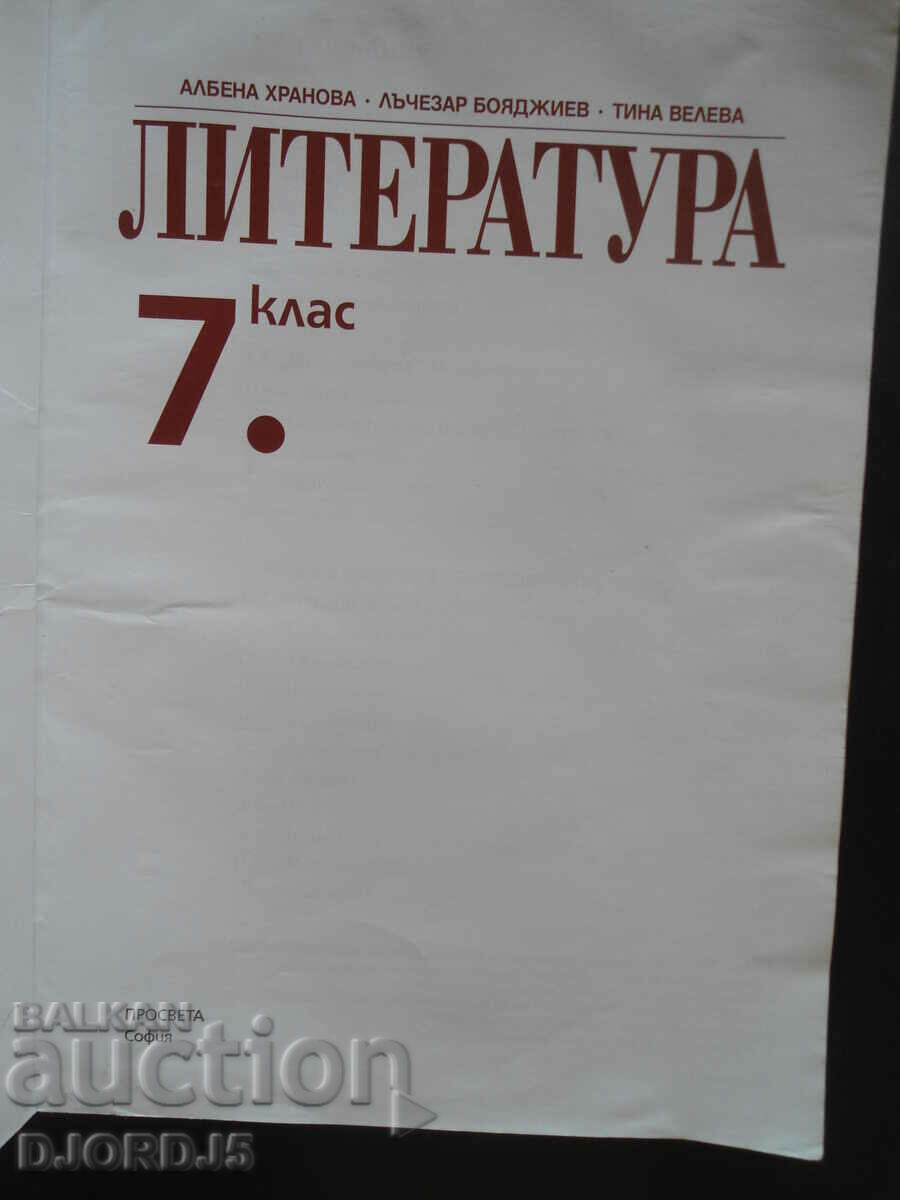 АЛБЕНА ХРАНОВА · ЛЪЧЕЗАР БОЯДЖИЕВ · ТИНА ВЕЛЕВА
ЛИТЕРАТУРА
7. клас
ПРОСВЕТА
София
BALKAN
auction
DJORDJ5